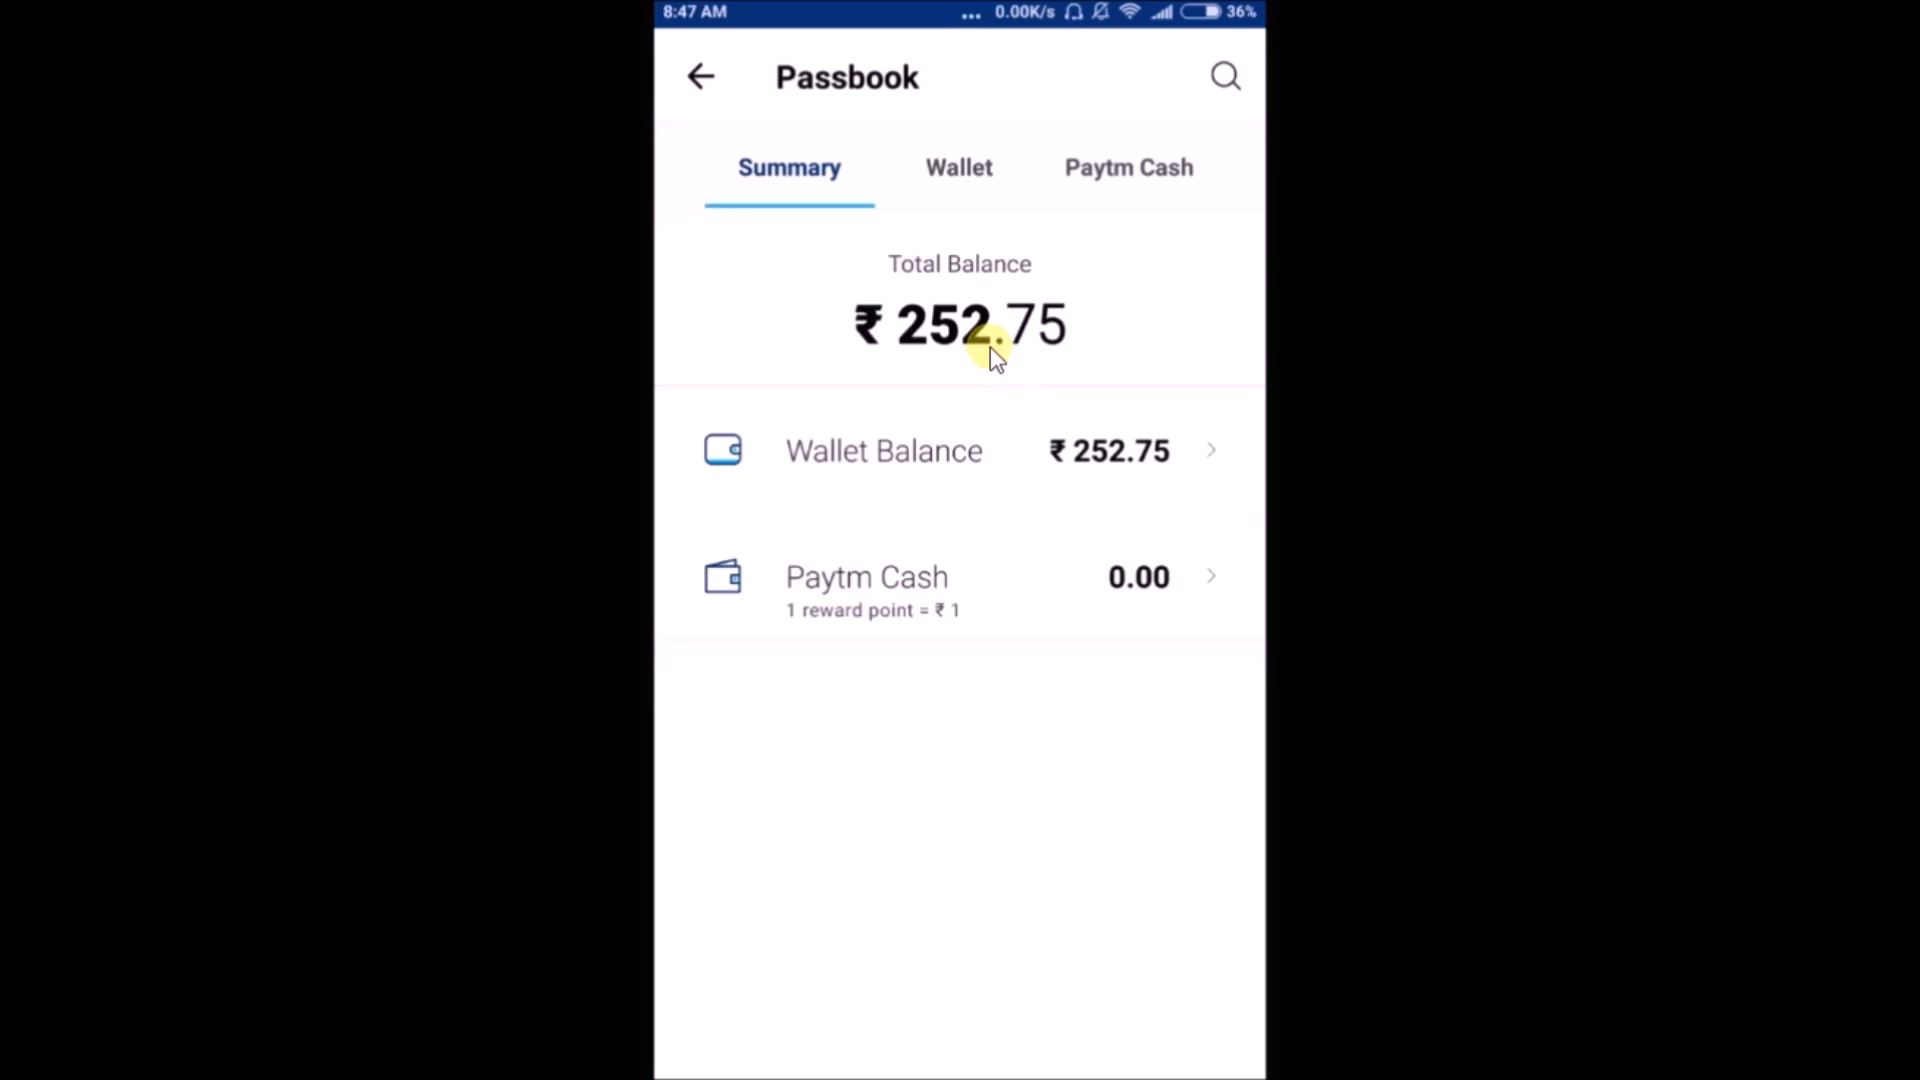 8:47 AM ... 0.00K/s 36%
Passbook
Summary Wallet Paytm Cash
Total Balance
₹ 252.75
Wallet Balance ₹ 252.75
Paytm Cash 0.00
1 reward point = ₹ 1